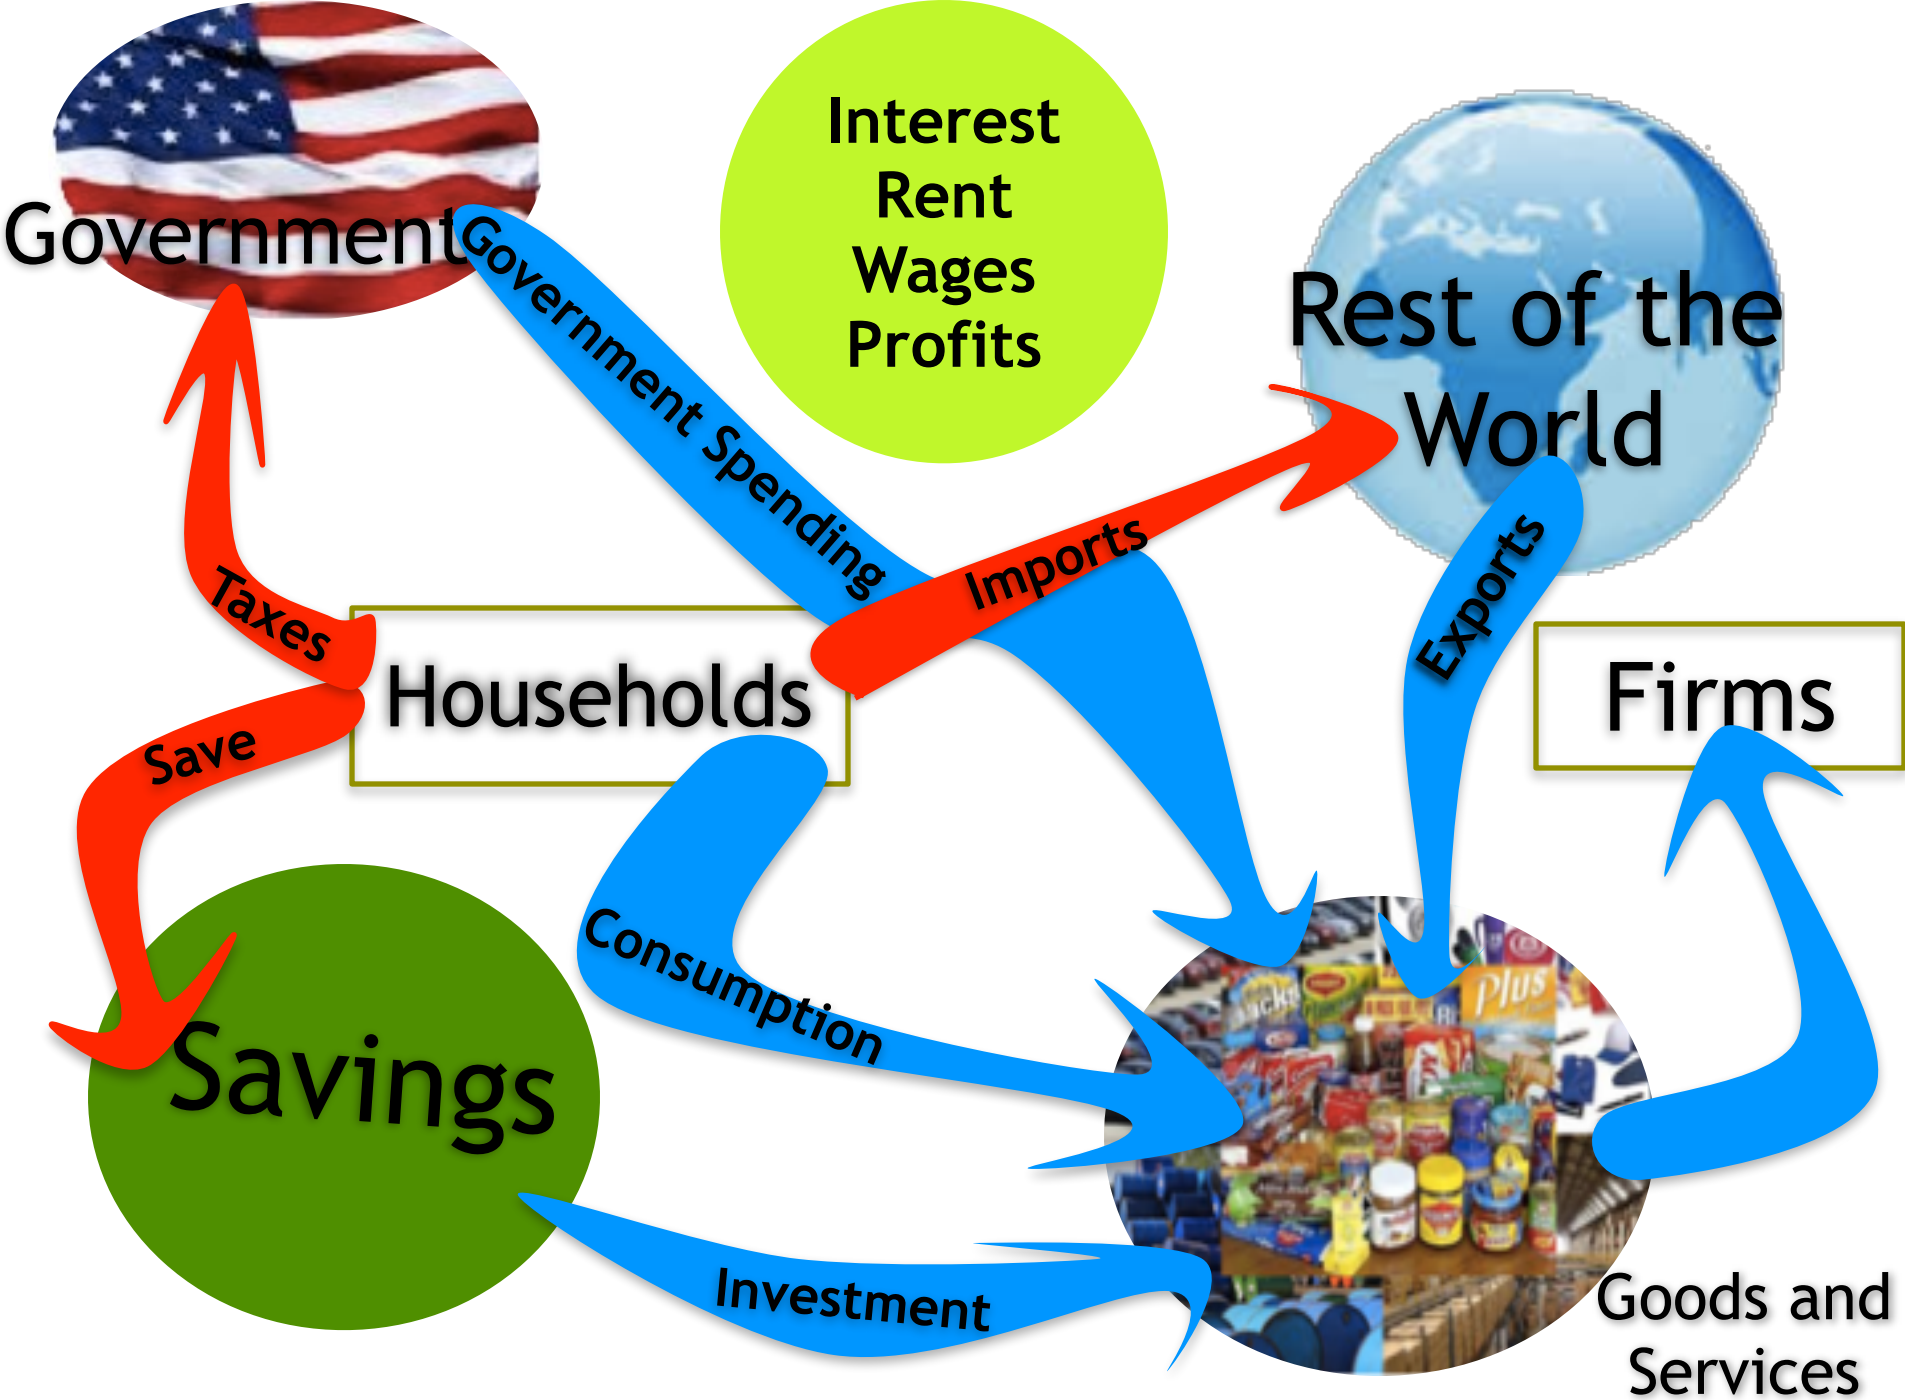 Government
Interest
Rent
Wages
Profits
Rest of the
World
Government Spending
Imports
Exports
Taxes
Households
Firms
Save
Consumption
Savings
Investment
Plus
Goods and
Services